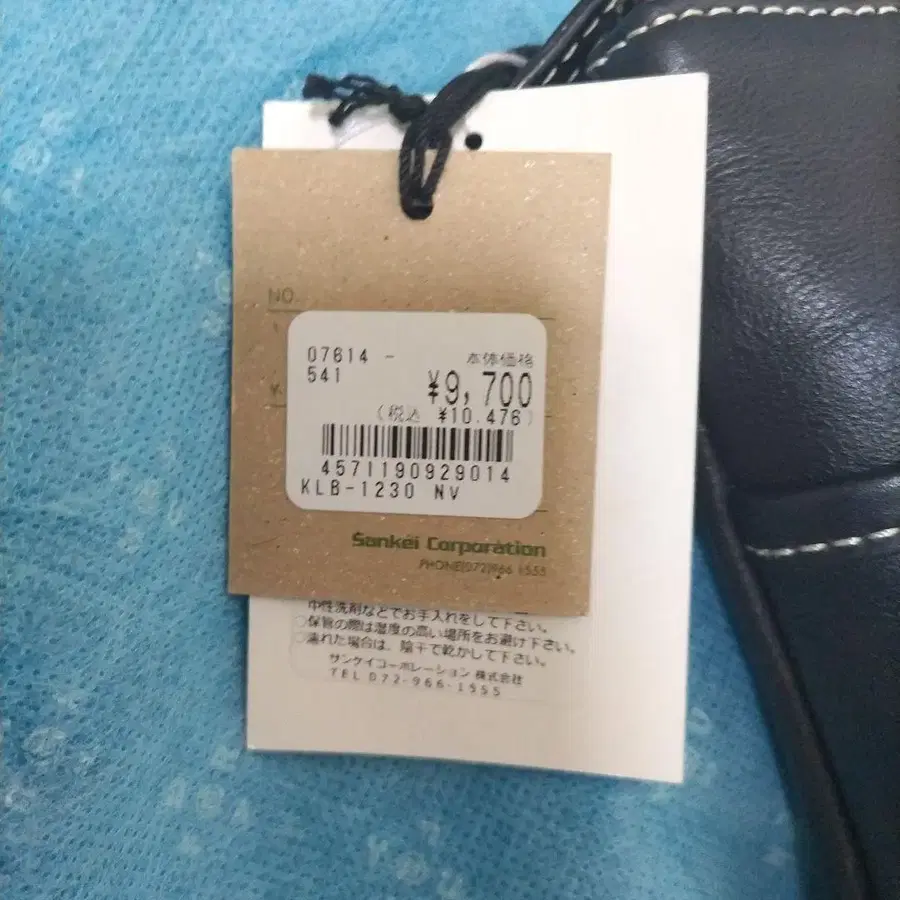 NO.
07614 -
541
本体価格
¥9,700
(税込 ¥10,476)
4571190929014
KLB-1230 NV
Sankei Corporation
PHONE(072)966 1555
中性洗剤などでお手入れをして下さい。
○保管の際は湿度の高い場所をお避け下さい。
○濡れた場合は、陰干で乾かして下さい。
サンケイコーポレーション 株式会社
TEL 072-966-1555